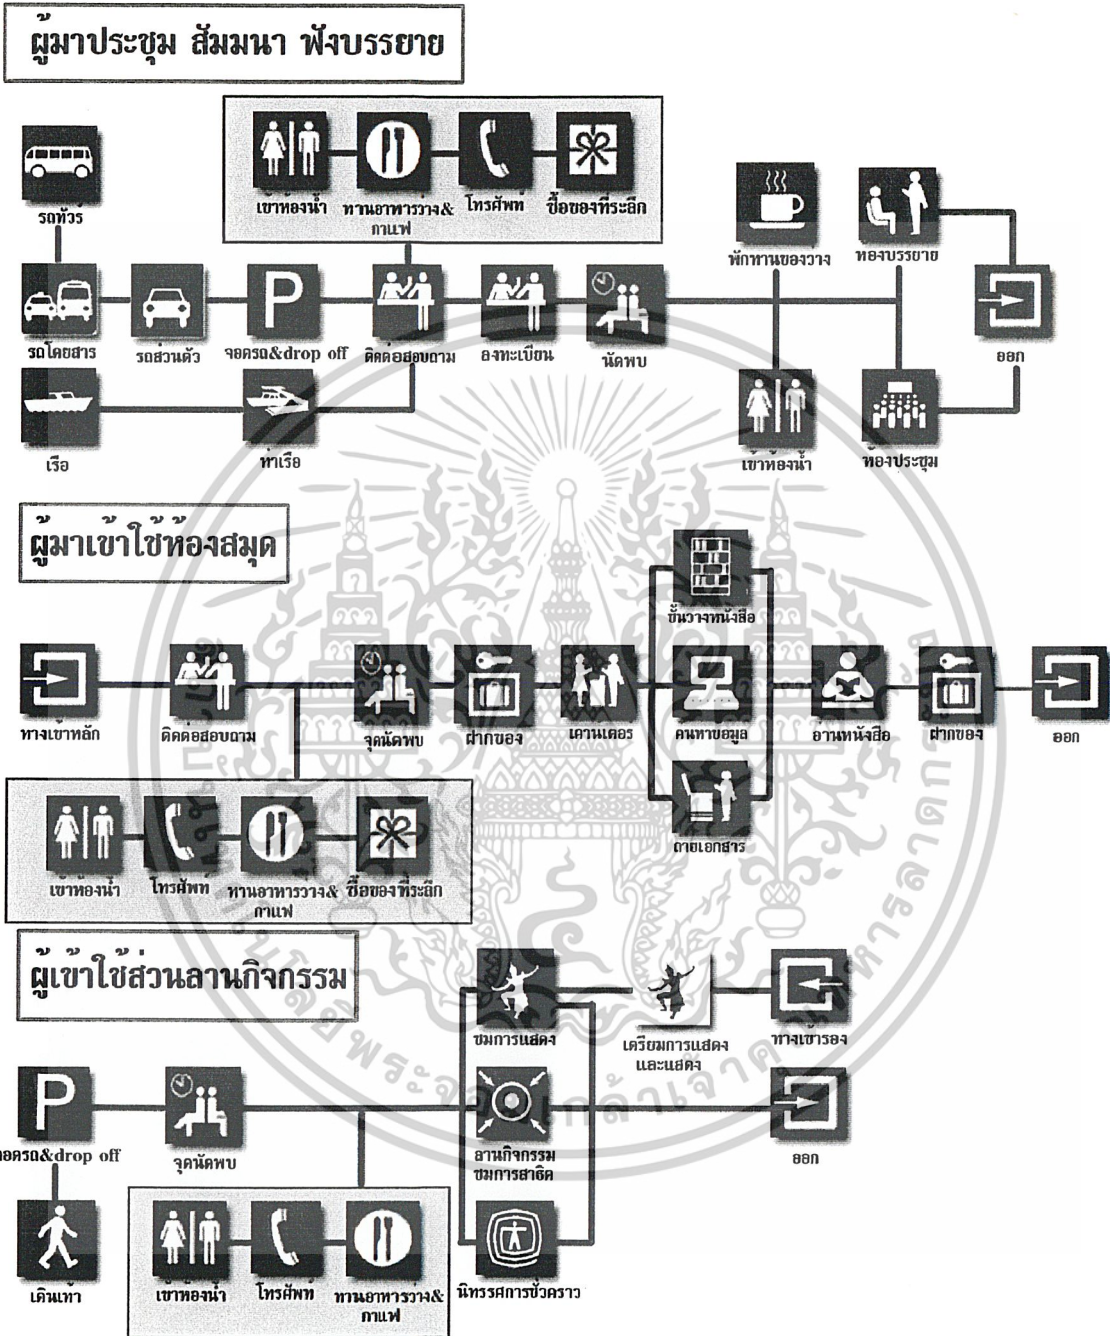 ผู้มาประชุม สัมมนา ฟังบรรยาย
เข้าห้องน้ำ ทานอาหารว่าง& โทรศัพท์ ซื้อของที่ระลึก
กาแฟ
รถทัวร์
พักทานของว่าง ห้องบรรยาย
รถโดยสาร รถส่วนตัว จอดรถ&drop off ติดต่อสอบถาม ลงทะเบียน นัดพบ ออก
เรือ ท่าเรือ เข้าห้องน้ำ ห้องประชุม
ผู้มาเข้าใช้ห้องสมุด
ชั้นวางหนังสือ
ทางเข้าหลัก ติดต่อสอบถาม จุดนัดพบ ฝากของ เคาน์เตอร์ ค้นหาข้อมูล อ่านหนังสือ ฝากของ ออก
ถ่ายเอกสาร
เข้าห้องน้ำ โทรศัพท์ ทานอาหารว่าง& ซื้อของที่ระลึก
กาแฟ
ผู้เข้าใช้ส่วนลานกิจกรรม
ชมการแสดง เตรียมการแสดง ทางเข้ารอง
และแสดง
จอดรถ&drop off จุดนัดพบ ลานกิจกรรม ออก
ชมการสาธิต
เดินเท้า เข้าห้องน้ำ โทรศัพท์ ทานอาหารว่าง& นิทรรศการชั่วคราว
กาแฟ